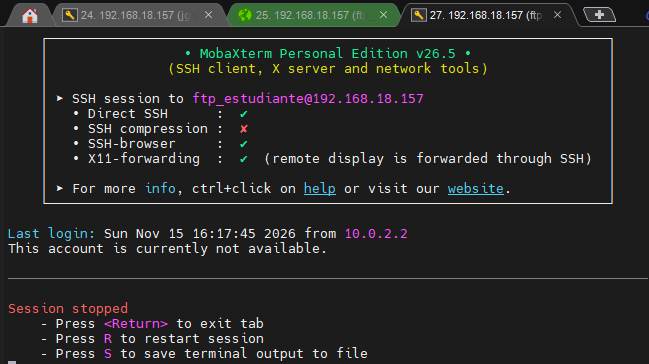 24. 192.168.18.157 (jg
25. 192.168.18.157 (ftp
27. 192.168.18.157 (ftp
• MobaXterm Personal Edition v26.5 •
(SSH client, X server and network tools)
➤ SSH session to ftp_estudiante@192.168.18.157
• Direct SSH : ✔
• SSH compression : ✘
• SSH-browser : ✔
• X11-forwarding : ✔ (remote display is forwarded through SSH)
➤ For more info, ctrl+click on help or visit our website.
Last login: Sun Nov 15 16:17:45 2026 from 10.0.2.2
This account is currently not available.
Session stopped
- Press <Return> to exit tab
- Press R to restart session
- Press S to save terminal output to file